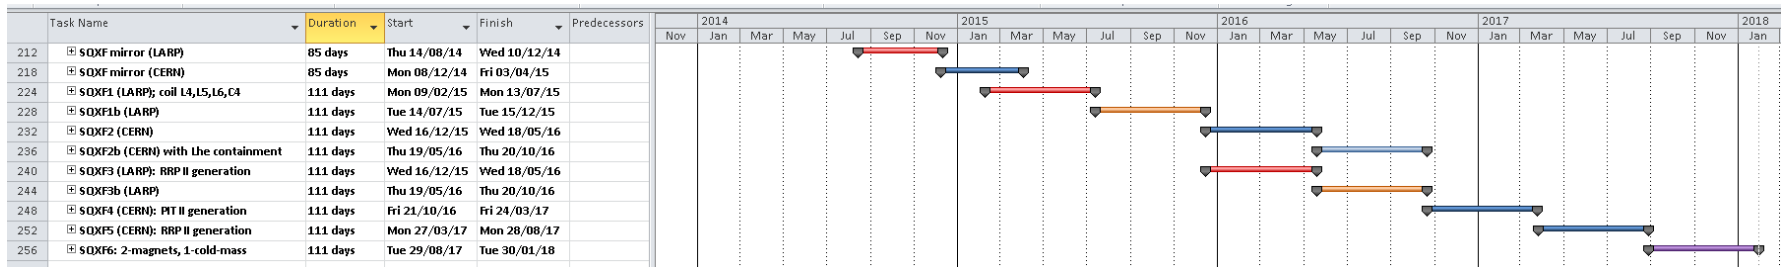 Task Name Duration Start Finish Predecessors 2014 2015 2016 2017 2018
Nov Jan Mar May Jul Sep Nov Jan Mar May Jul Sep Nov Jan Mar May Jul Sep Nov Jan Mar May Jul Sep Nov Jan
212 SQXF mirror (LARP) 85 days Thu 14/08/14 Wed 10/12/14
218 SQXF mirror (CERN) 85 days Mon 08/12/14 Fri 03/04/15
224 SQXF1 (LARP); coil L4,L5,L6,C4 111 days Mon 09/02/15 Mon 13/07/15
228 SQXF1b (LARP) 111 days Tue 14/07/15 Tue 15/12/15
232 SQXF2 (CERN) 111 days Wed 16/12/15 Wed 18/05/16
236 SQXF2b (CERN) with Lhe containment 111 days Thu 19/05/16 Thu 20/10/16
240 SQXF3 (LARP): RRP II generation 111 days Wed 16/12/15 Wed 18/05/16
244 SQXF3b (LARP) 111 days Thu 19/05/16 Thu 20/10/16
248 SQXF4 (CERN): PIT II generation 111 days Fri 21/10/16 Fri 24/03/17
252 SQXF5 (CERN): RRP II generation 111 days Mon 27/03/17 Mon 28/08/17
256 SQXF6: 2-magnets, 1-cold-mass 111 days Tue 29/08/17 Tue 30/01/18